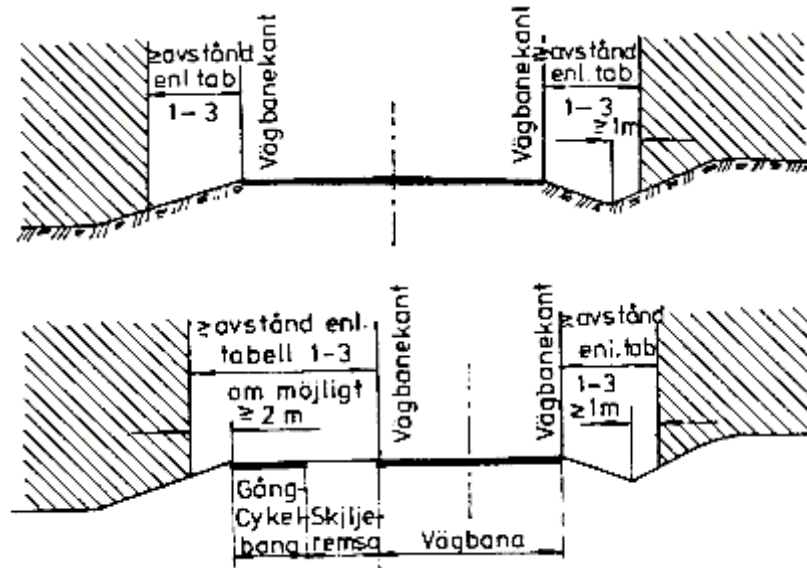 ≥avstånd
enl tab
1-3
Vägbanekant
Vägbanekant
≥avstånd
enl.tab
1-3
≥1m
≥avstånd enl.
tabell 1-3
om möjligt
≥2 m
Vägbanekant
Vägbanekant
≥avstånd
enl.tab
1-3
≥1m
Gång-
Cykel-
bang
Skilje-
remsa
Vägbana